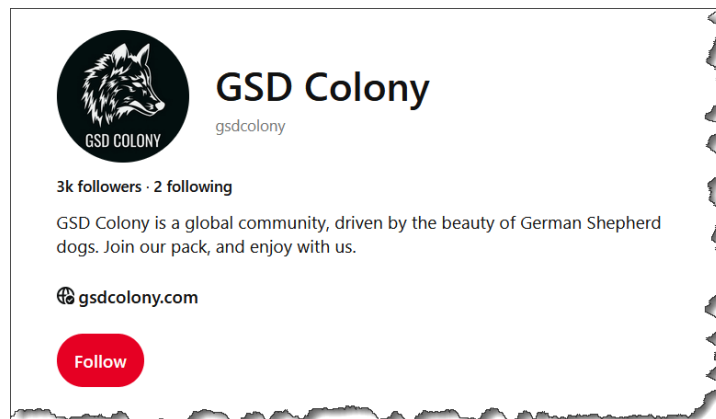 GSD COLONY
GSD Colony
gsdcolony
3k followers · 2 following
GSD Colony is a global community, driven by the beauty of German Shepherd
dogs. Join our pack, and enjoy with us.
gsdcolony.com
Follow